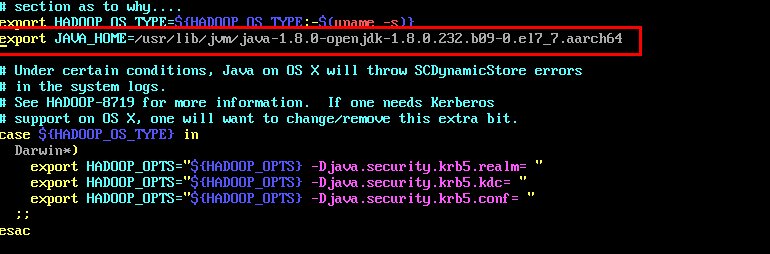 # section as to why....
export HADOOP_OS_TYPE=${HADOOP_OS_TYPE:-$(uname -s)}
export JAVA_HOME=/usr/lib/jvm/java-1.8.0-openjdk-1.8.0.232.b09-0.el7_7.aarch64
# Under certain conditions, Java on OS X will throw SCDynamicStore errors
# in the system logs.
# See HADOOP-8719 for more information.  If one needs Kerberos
# support on OS X, one will want to change/remove this extra bit.
case ${HADOOP_OS_TYPE} in
  Darwin*)
    export HADOOP_OPTS="${HADOOP_OPTS} -Djava.security.krb5.realm= "
    export HADOOP_OPTS="${HADOOP_OPTS} -Djava.security.krb5.kdc= "
    export HADOOP_OPTS="${HADOOP_OPTS} -Djava.security.krb5.conf= "
  ;;
esac